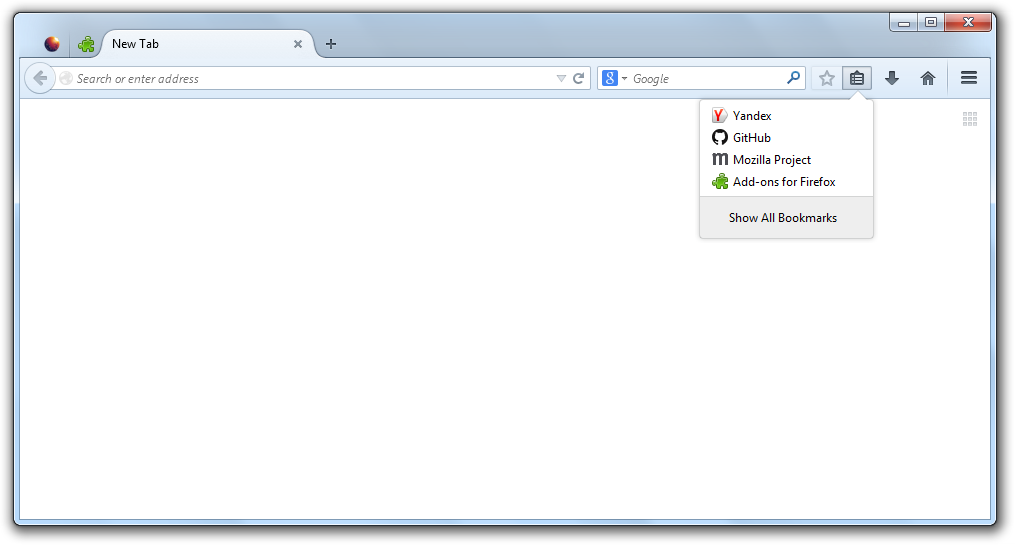 New Tab
Search or enter address
Google
Yandex
GitHub
Mozilla Project
Add-ons for Firefox
Show All Bookmarks